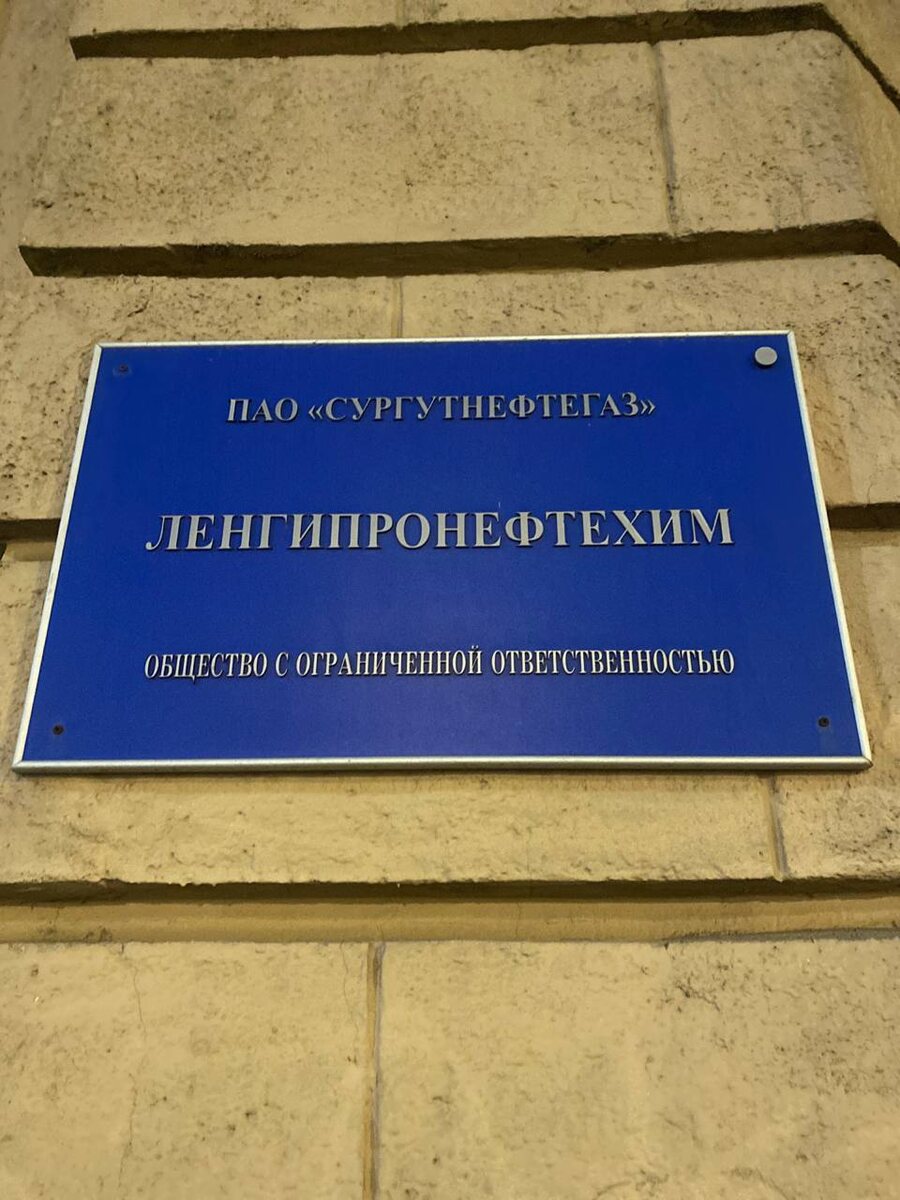 ПАО «СУРГУТНЕФТЕГАЗ»
ЛЕНГИПРОНЕФТЕХИМ
ОБЩЕСТВО С ОГРАНИЧЕННОЙ ОТВЕТСТВЕННОСТЬЮ